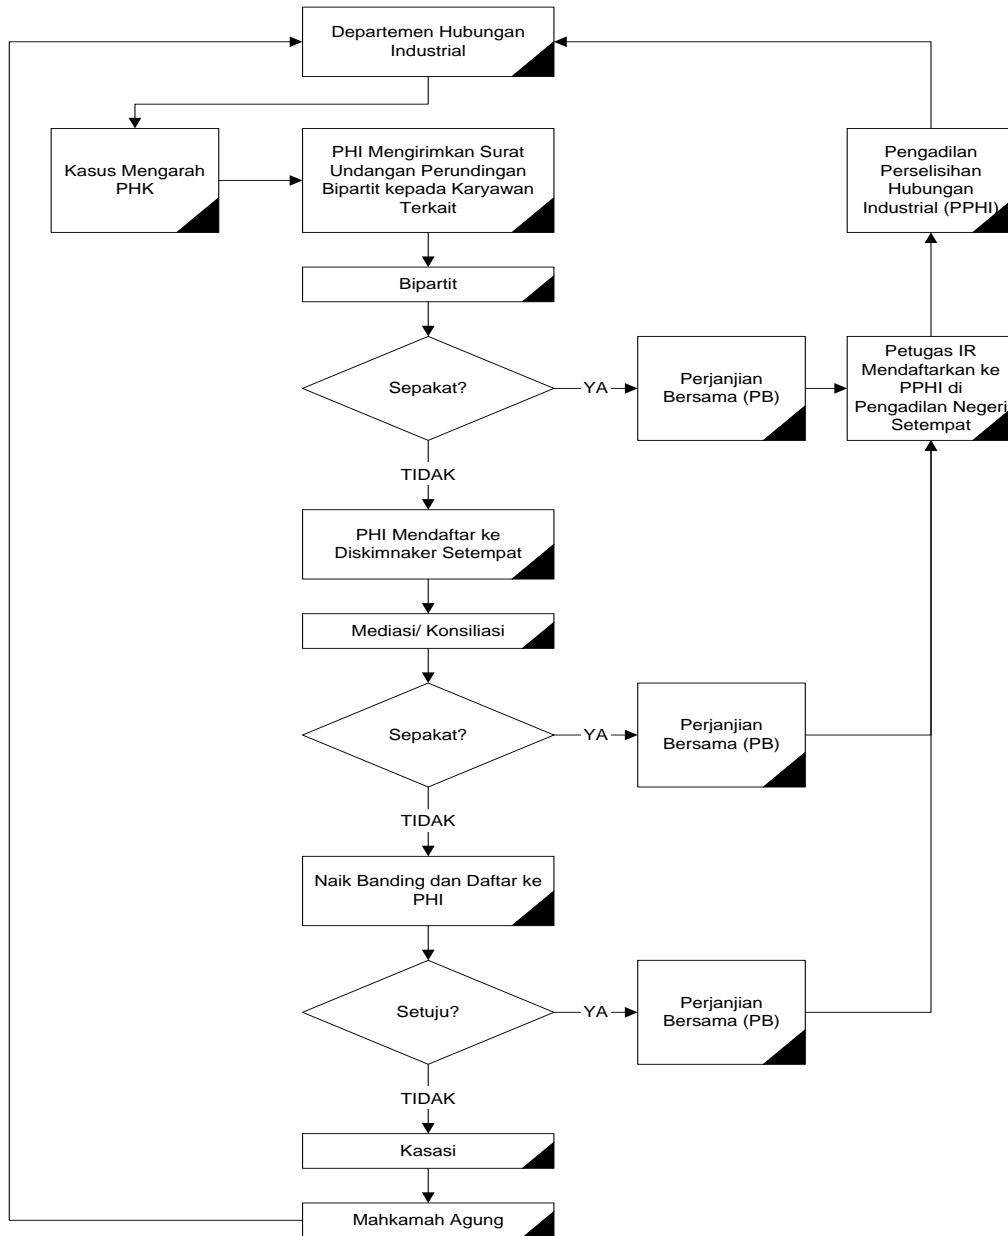 Departemen Hubungan
Industrial
Kasus Mengarah
PHK
PHI Mengirimkan Surat
Undangan Perundingan
Bipartit kepada Karyawan
Terkait
Pengadilan
Perselisihan
Hubungan
Industrial (PPHI)
Bipartit
Sepakat?
YA
Perjanjian
Bersama (PB)
Petugas IR
Mendaftarkan ke
PPHI di
Pengadilan Negeri
Setempat
TIDAK
PHI Mendaftar ke
Diskimnaker Setempat
Mediasi/ Konsiliasi
Sepakat?
YA
Perjanjian
Bersama (PB)
TIDAK
Naik Banding dan Daftar ke
PHI
Setuju?
YA
Perjanjian
Bersama (PB)
TIDAK
Kasasi
Mahkamah Agung